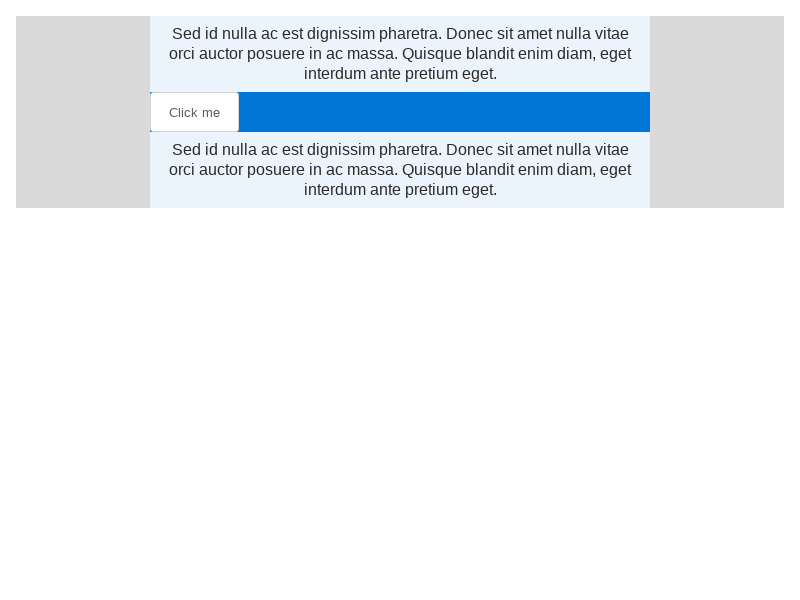 Sed id nulla ac est dignissim pharetra. Donec sit amet nulla vitae
orci auctor posuere in ac massa. Quisque blandit enim diam, eget
interdum ante pretium eget.
Click me
Sed id nulla ac est dignissim pharetra. Donec sit amet nulla vitae
orci auctor posuere in ac massa. Quisque blandit enim diam, eget
interdum ante pretium eget.